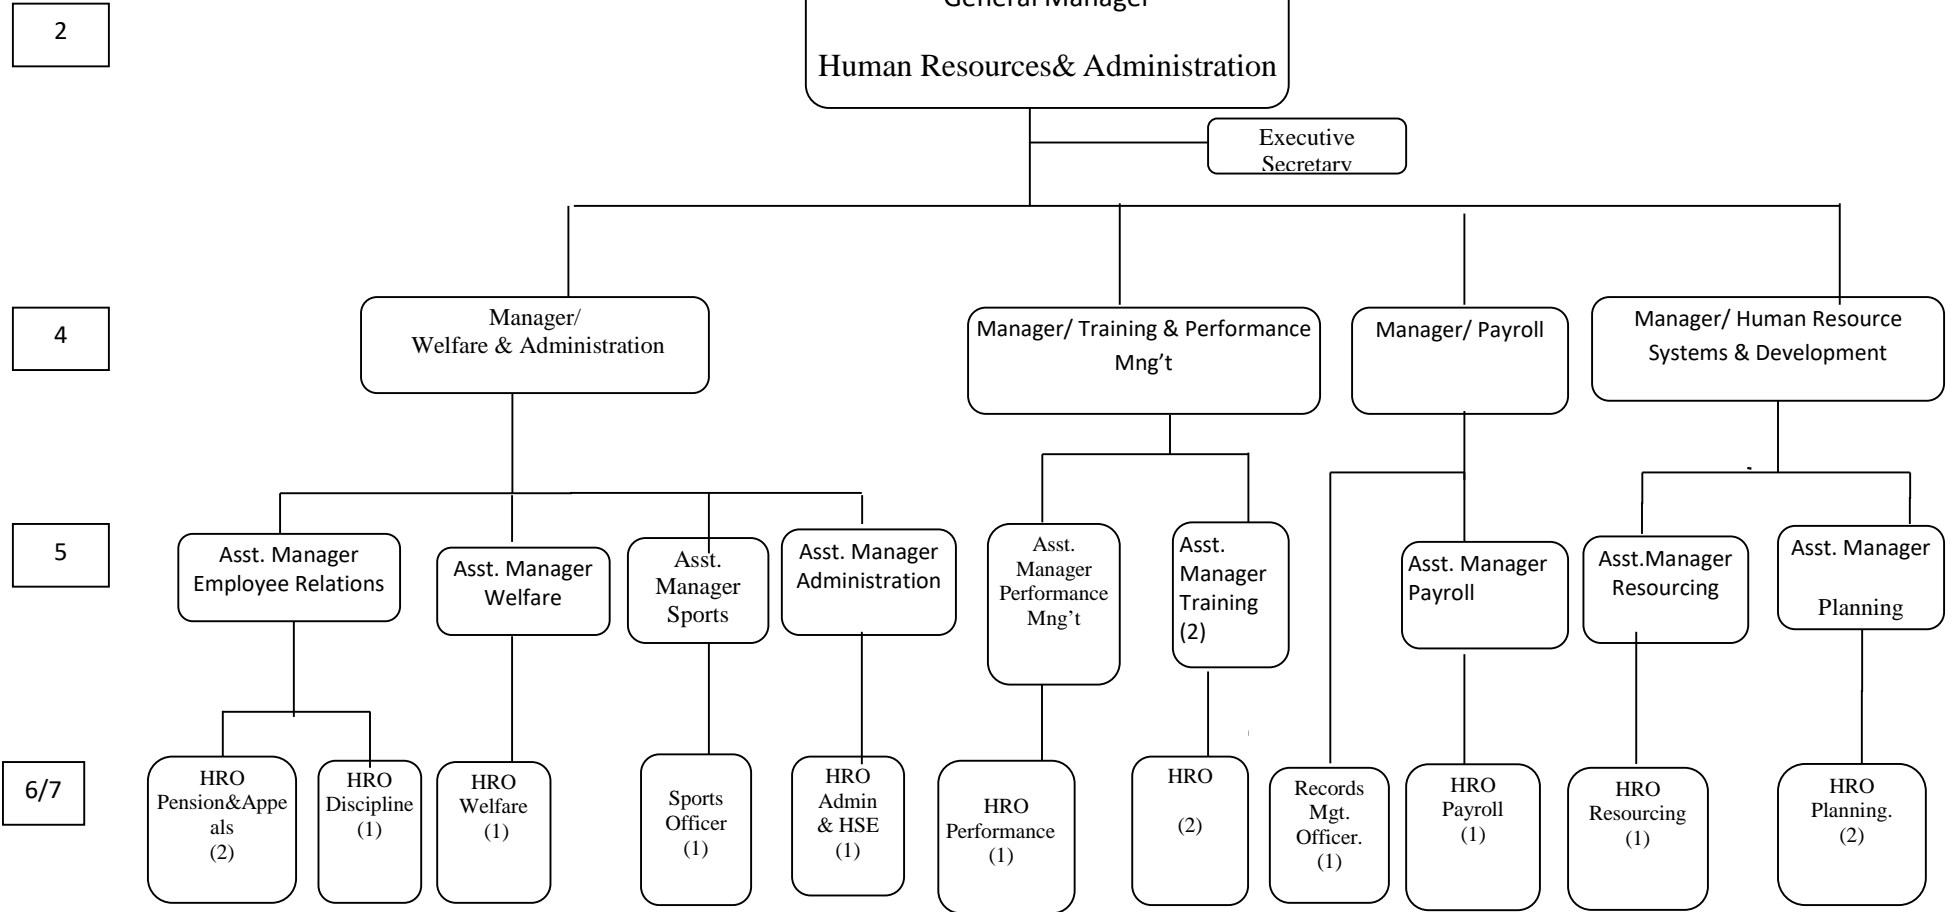 General Manager
2
Human Resources& Administration
Executive
Secretary
4
Manager/
Welfare & Administration
Manager/ Training & Performance
Mng't
Manager/ Payroll
Manager/ Human Resource
Systems & Development
5
Asst. Manager
Employee Relations
Asst. Manager
Welfare
Asst.
Manager
Sports
Asst. Manager
Administration
Asst.
Manager
Performance
Mng't
Asst.
Manager
Training
(2)
Asst. Manager
Payroll
Asst.Manager
Resourcing
Asst. Manager
Planning
6/7
HRO
Pension&Appe
als
(2)
HRO
Discipline
(1)
HRO
Welfare
(1)
Sports
Officer
(1)
HRO
Admin
& HSE
(1)
HRO
Performance
(1)
HRO
(2)
Records
Mgt.
Officer.
(1)
HRO
Payroll
(1)
HRO
Resourcing
(1)
HRO
Planning.
(2)